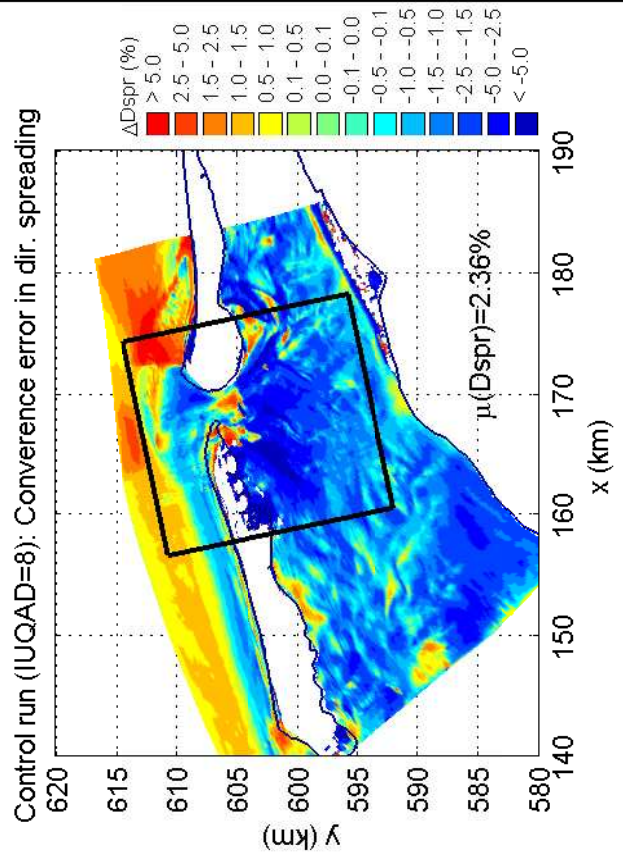 Control run (IUQAD=8): Converence error in dir. spreading
620
615
610
605
600
595
590
585
580
y (km)
140
150
160
170
180
190
x (km)
μ(Dspr)=2.36%
ΔDspr (%)
> 5.0
2.5 - 5.0
1.5 - 2.5
1.0 - 1.5
0.5 - 1.0
0.1 - 0.5
0.0 - 0.1
-0.1 - 0.0
-0.5 - -0.1
-1.0 - -0.5
-1.5 - -1.0
-2.5 - -1.5
-5.0 - -2.5
< -5.0